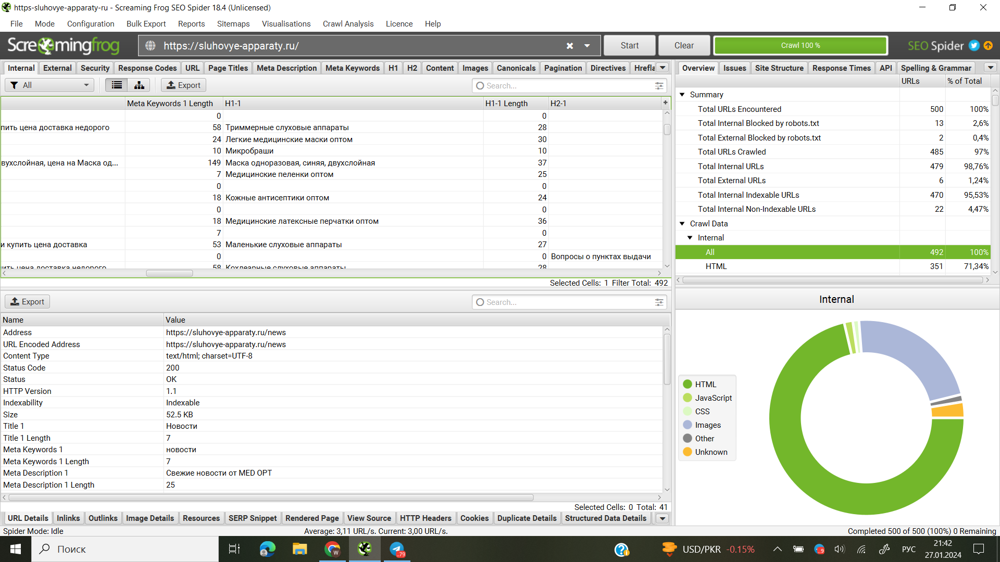 https-sluhovye-apparaty-ru - Screaming Frog SEO Spider 18.4 (Unlicensed)
File Mode Configuration Bulk Export Reports Sitemaps Visualisations Crawl Analysis Licence Help
Screamingfrog https://sluhovye-apparaty.ru/ Start Clear Crawl 100 % SEO Spider
Internal External Security Response Codes URL Page Titles Meta Description Meta Keywords H1 H2 Content Images Canonicals Pagination Directives Hrefla
All Export Search...
Meta Keywords 1 Length H1-1 H1-1 Length H2-1 +
0 0
пить цена доставка недорого 58 Триммерные слуховые аппараты 28
24 Легкие медицинские маски оптом 30
10 Микробраши 10
вухслойная, цена на Маска од... 149 Маска одноразовая, синяя, двухслойная 37
7 Медицинские пеленки оптом 25
0 0
18 Кожные антисептики оптом 24
0 0
18 Медицинские латексные перчатки оптом 36
7 0
и купить цена доставка 53 Маленькие слуховые аппараты 27
0 0 Вопросы о пунктах выдачи
ить цена доставка недорого 58 Кохлеарные слуховые аппараты 28
Selected Cells: 1 Filter Total: 492
Export Search...
Name Value
Address https://sluhovye-apparaty.ru/news
URL Encoded Address https://sluhovye-apparaty.ru/news
Content Type text/html; charset=UTF-8
Status Code 200
Status OK
HTTP Version 1.1
Indexability Indexable
Size 52.5 KB
Title 1 Новости
Title 1 Length 7
Meta Keywords 1 новости
Meta Keywords 1 Length 7
Meta Description 1 Свежие новости от MED OPT
Meta Description 1 Length 25
Selected Cells: 0 Total: 41
URL Details Inlinks Outlinks Image Details Resources SERP Snippet Rendered Page View Source HTTP Headers Cookies Duplicate Details Structured Data Details
Overview Issues Site Structure Response Times API Spelling & Grammar
URLs % of Total
Summary
Total URLs Encountered 500 100%
Total Internal Blocked by robots.txt 13 2,6%
Total External Blocked by robots.txt 2 0,4%
Total URLs Crawled 485 97%
Total Internal URLs 479 98,76%
Total External URLs 6 1,24%
Total Internal Indexable URLs 470 95,53%
Total Internal Non-Indexable URLs 22 4,47%
Crawl Data
Internal
All 492 100%
HTML 351 71,34%
Internal
HTML
JavaScript
CSS
Images
Other
Unknown
Spider Mode: Idle Average: 3,11 URL/s. Current: 3,00 URL/s. Completed 500 of 500 (100%) 0 Remaining
Поиск W ..79 USD/PKR -0.15% ..9 РУС 21:42
27.01.2024